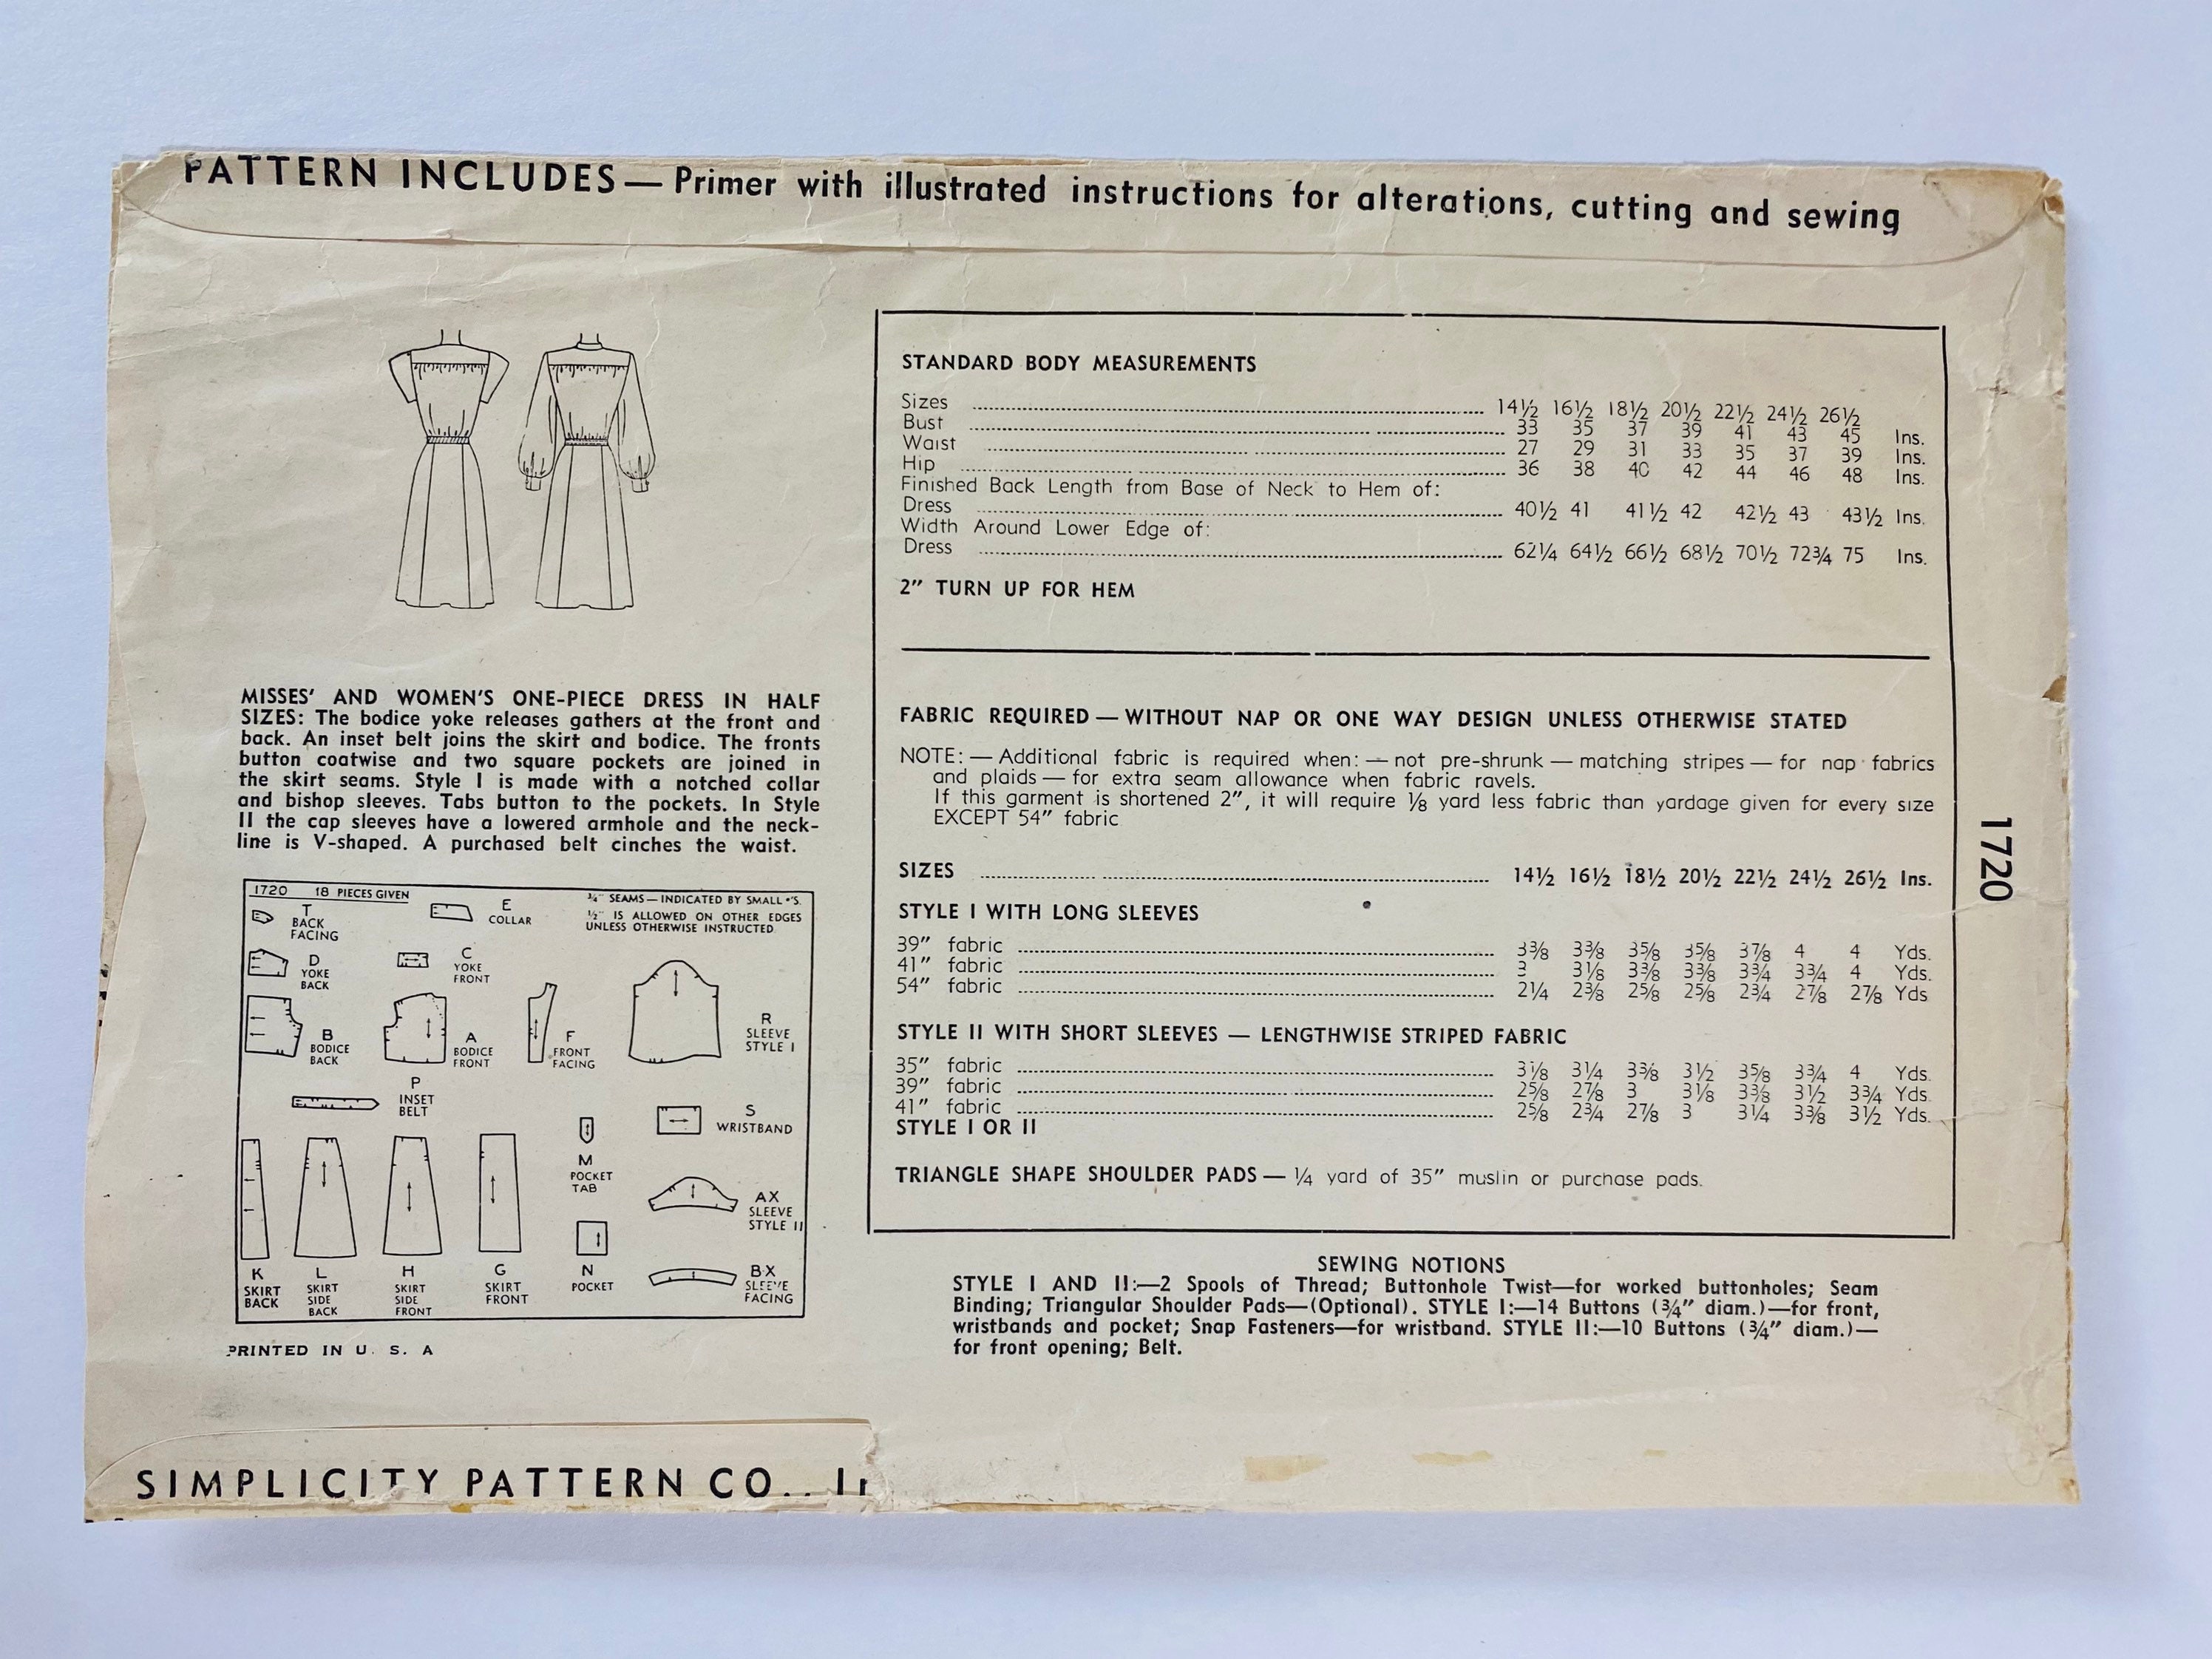 PATTERN INCLUDES — Primer with illustrated instructions for alterations, cutting and sewing
MISSES' AND WOMEN'S ONE-PIECE DRESS IN HALF
SIZES: The bodice yoke releases gathers at the front and
back. An inset belt joins the skirt and bodice. The fronts
button coatwise and two square pockets are joined in
the skirt seams. Style I is made with a notched collar
and bishop sleeves. Tabs button to the pockets. In Style
II the cap sleeves have a lowered armhole and the neck-
line is V-shaped. A purchased belt cinches the waist.
1720 18 PIECES GIVEN
¾" SEAMS — INDICATED BY SMALL •'S.
½" IS ALLOWED ON OTHER EDGES
UNLESS OTHERWISE INSTRUCTED
T
BACK
FACING
E
COLLAR
D
YOKE
BACK
C
YOKE
FRONT
B
BODICE
BACK
A
BODICE
FRONT
F
FRONT
FACING
R
SLEEVE
STYLE I
P
INSET
BELT
S
WRISTBAND
M
POCKET
TAB
AX
SLEEVE
STYLE II
K
SKIRT
BACK
L
SKIRT
SIDE
BACK
H
SKIRT
SIDE
FRONT
G
SKIRT
FRONT
N
POCKET
BX
SLEEVE
FACING
PRINTED IN U. S. A
SIMPLICITY PATTERN CO.,
STANDARD BODY MEASUREMENTS
Sizes 14½ 16½ 18½ 20½ 22½ 24½ 26½
Bust 33 35 37 39 41 43 45 Ins.
Waist 27 29 31 33 35 37 39 Ins.
Hip 36 38 40 42 44 46 48 Ins.
Finished Back Length from Base of Neck to Hem of:
Dress 40½ 41 41½ 42 42½ 43 43½ Ins.
Width Around Lower Edge of:
Dress 62¼ 64½ 66½ 68½ 70½ 72¾ 75 Ins.
2" TURN UP FOR HEM
FABRIC REQUIRED — WITHOUT NAP OR ONE WAY DESIGN UNLESS OTHERWISE STATED
NOTE: — Additional fabric is required when: — not pre-shrunk — matching stripes — for nap fabrics
and plaids — for extra seam allowance when fabric ravels.
If this garment is shortened 2", it will require ⅛ yard less fabric than yardage given for every size
EXCEPT 54" fabric
SIZES 14½ 16½ 18½ 20½ 22½ 24½ 26½ Ins.
STYLE I WITH LONG SLEEVES
39" fabric 3⅜ 3⅜ 3⅝ 3⅝ 3⅞ 4 4 Yds.
41" fabric 3 3⅛ 3⅜ 3⅜ 3¾ 3¾ 4 Yds.
54" fabric 2¼ 2⅜ 2⅝ 2⅝ 2¾ 2⅞ 2⅞ Yds
STYLE II WITH SHORT SLEEVES — LENGTHWISE STRIPED FABRIC
35" fabric 3⅛ 3¼ 3⅜ 3½ 3⅝ 3¾ 4 Yds.
39" fabric 2⅝ 2⅞ 3 3⅛ 3⅜ 3½ 3¾ Yds.
41" fabric 2⅝ 2¾ 2⅞ 3 3¼ 3⅜ 3½ Yds.
STYLE I OR II
TRIANGLE SHAPE SHOULDER PADS — ¼ yard of 35" muslin or purchase pads.
1720
SEWING NOTIONS
STYLE I AND II:—2 Spools of Thread; Buttonhole Twist—for worked buttonholes; Seam
Binding; Triangular Shoulder Pads—(Optional). STYLE I:—14 Buttons (¾" diam.)—for front,
wristbands and pocket; Snap Fasteners—for wristband. STYLE II:—10 Buttons (¾" diam.)—
for front opening; Belt.